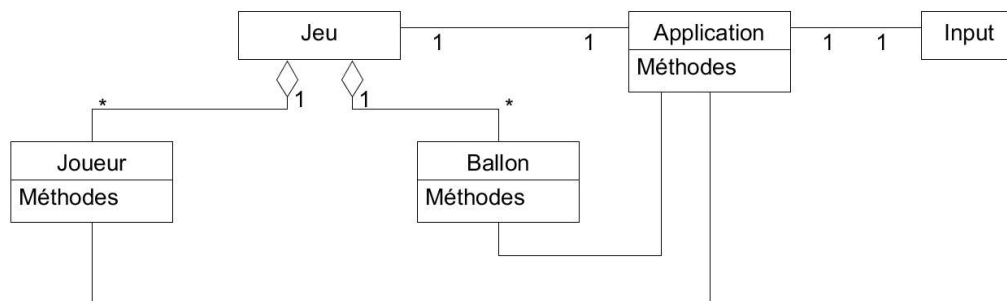 Jeu
Application
Input
1
1
1
1
Méthodes
1
1
*
*
Joueur
Ballon
Méthodes
Méthodes